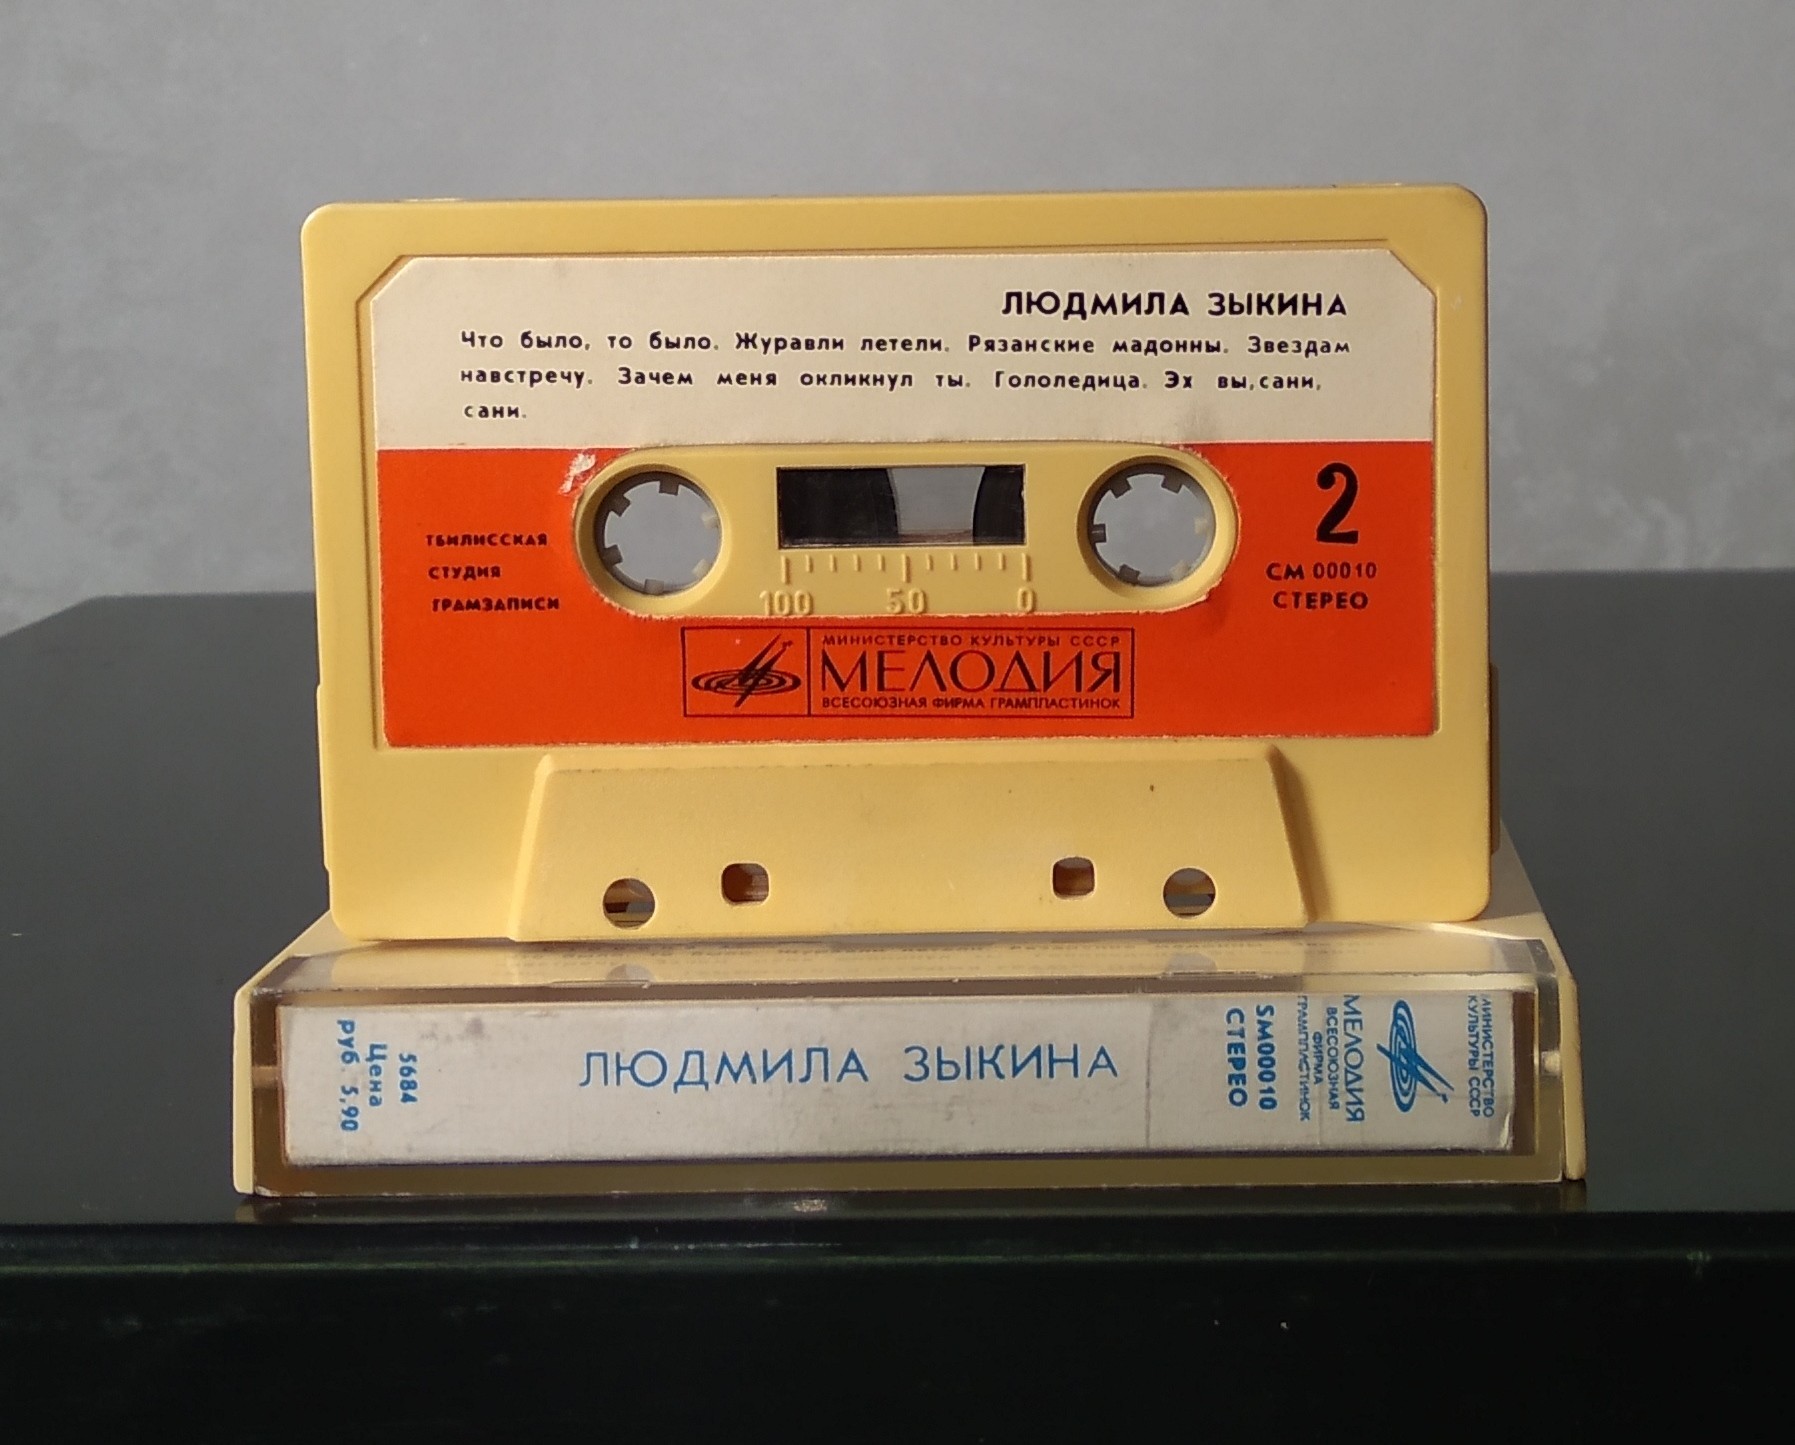 ЛЮДМИЛА ЗЫКИНА
Что было, то было. Журавли летели. Рязанские мадонны. Звездам
навстречу. Зачем меня окликнул ты. Гололедица. Эх вы, сани,
сани.
ТБИЛИССКАЯ
СТУДИЯ
ГРАМЗАПИСИ
2
СМ 00010
СТЕРЕО
100 50 0
МИНИСТЕРСТВО КУЛЬТУРЫ СССР
МЕЛОДИЯ
ВСЕСОЮЗНАЯ ФИРМА ГРАМПЛАСТИНОК
5684
Цена
РУБ. 5,90
ЛЮДМИЛА ЗЫКИНА
SM00010
СТЕРЕО
МИНИСТЕРСТВО
КУЛЬТУРЫ СССР
МЕЛОДИЯ
ВСЕСОЮЗНАЯ
ФИРМА
ГРАМПЛАСТИНОК